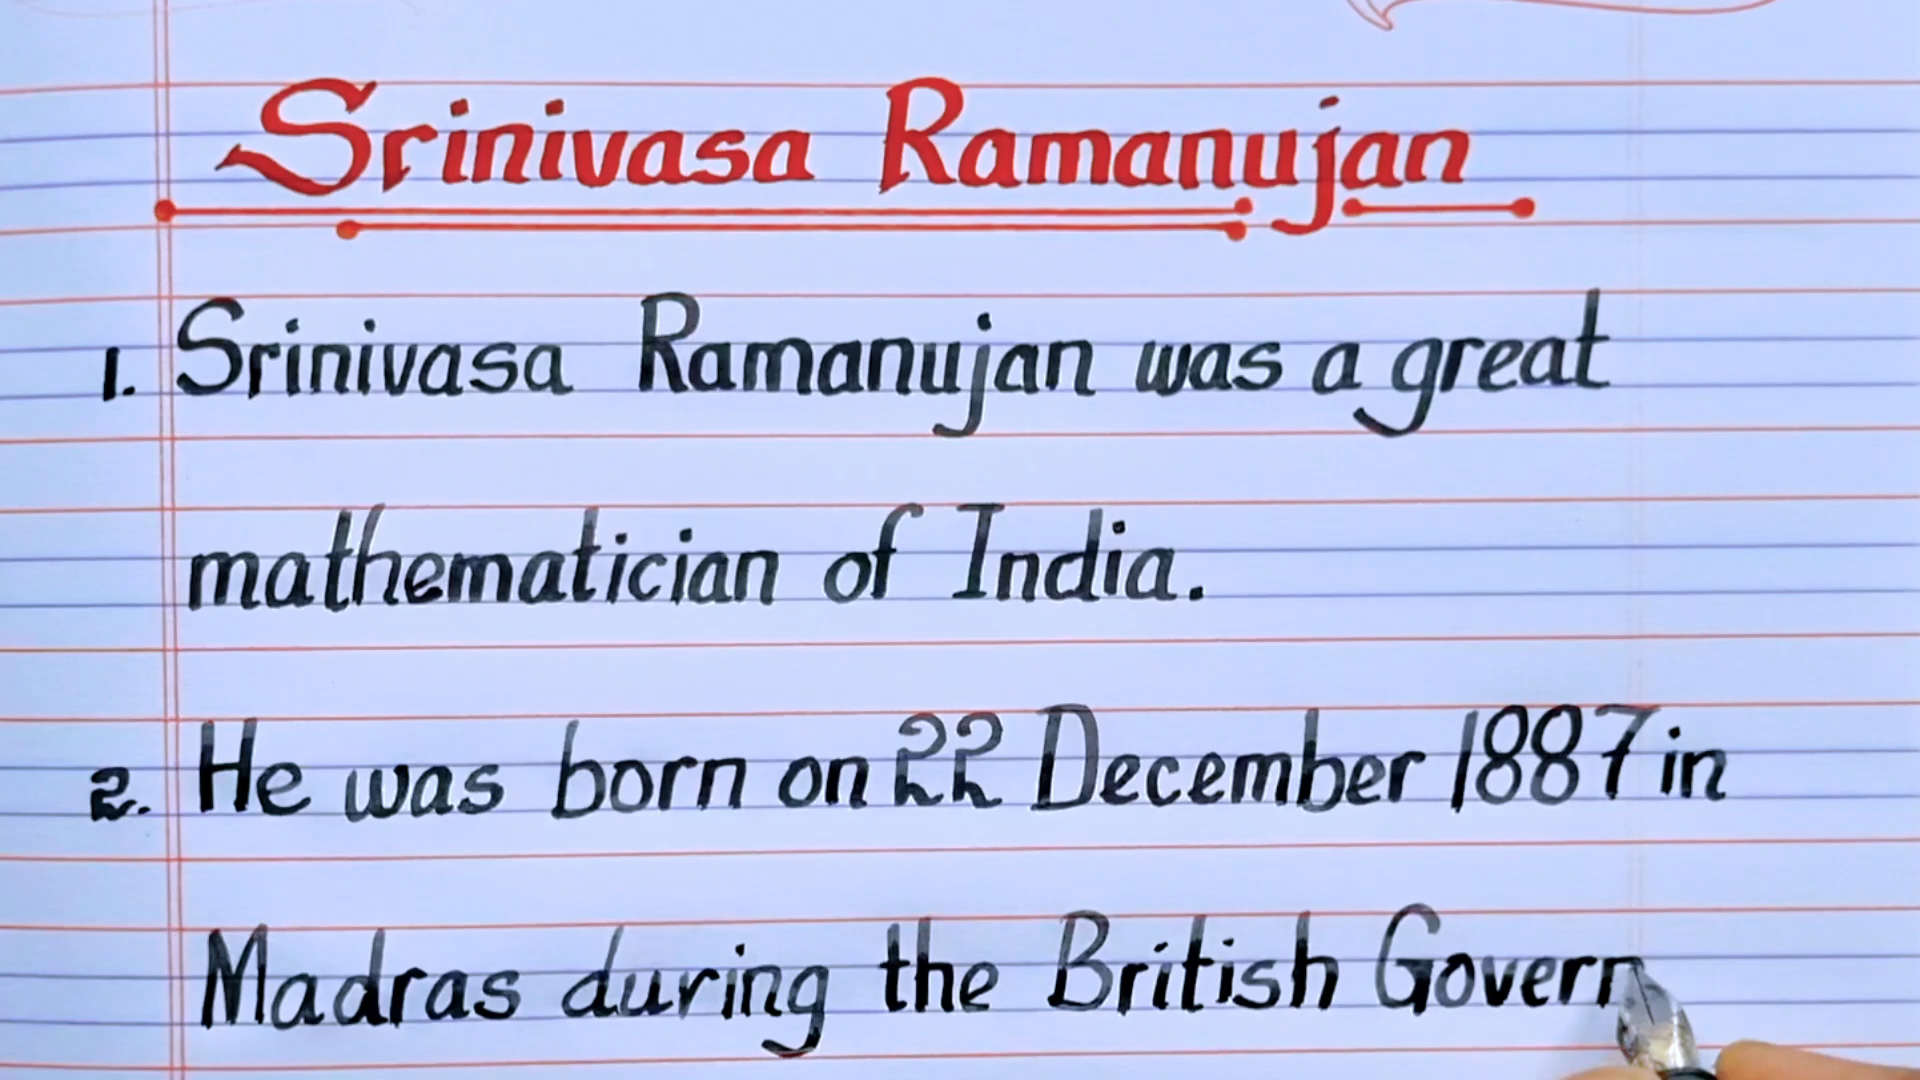 Srinivasa Ramanujan
1. Srinivasa Ramanujan was a great
mathematician of India.
2. He was born on 22 December 1887 in
Madras during the British Govern